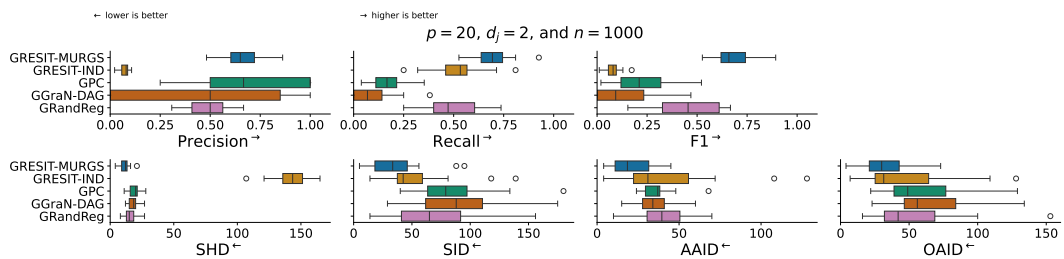 ← lower is better → higher is better
p = 20, d_j = 2, and n = 1000
GRESIT-MURGS
GRESIT-IND
GPC
GGraN-DAG
GRandReg
0.00 0.25 0.50 0.75 1.00 0.00 0.25 0.50 0.75 1.00 0.00 0.25 0.50 0.75 1.00
Precision→ Recall→ F1→
GRESIT-MURGS
GRESIT-IND
GPC
GGraN-DAG
GRandReg
0 50 100 150 0 50 100 150 0 50 100 0 50 100 150
SHD← SID← AAID← OAID←